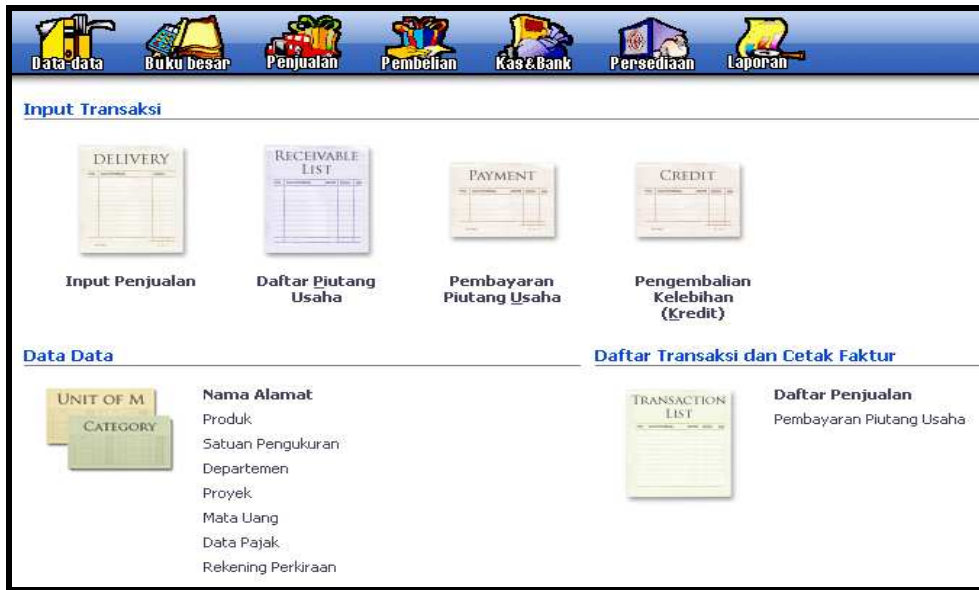 Data-data
Buku besar
Penjualan
Pembelian
Kas&Bank
Persediaan
Laporan
Input Transaksi
DELIVERY
RECEIVABLE
LIST
PAYMENT
CREDIT
Input Penjualan
Daftar Piutang
Usaha
Pembayaran
Piutang Usaha
Pengembalian
Kelebihan
(Kredit)
Data Data
UNIT OF M
CATEGORY
Nama Alamat
Produk
Satuan Pengukuran
Departemen
Proyek
Mata Uang
Data Pajak
Rekening Perkiraan
Daftar Transaksi dan Cetak Faktur
TRANSACTION
LIST
Daftar Penjualan
Pembayaran Piutang Usaha